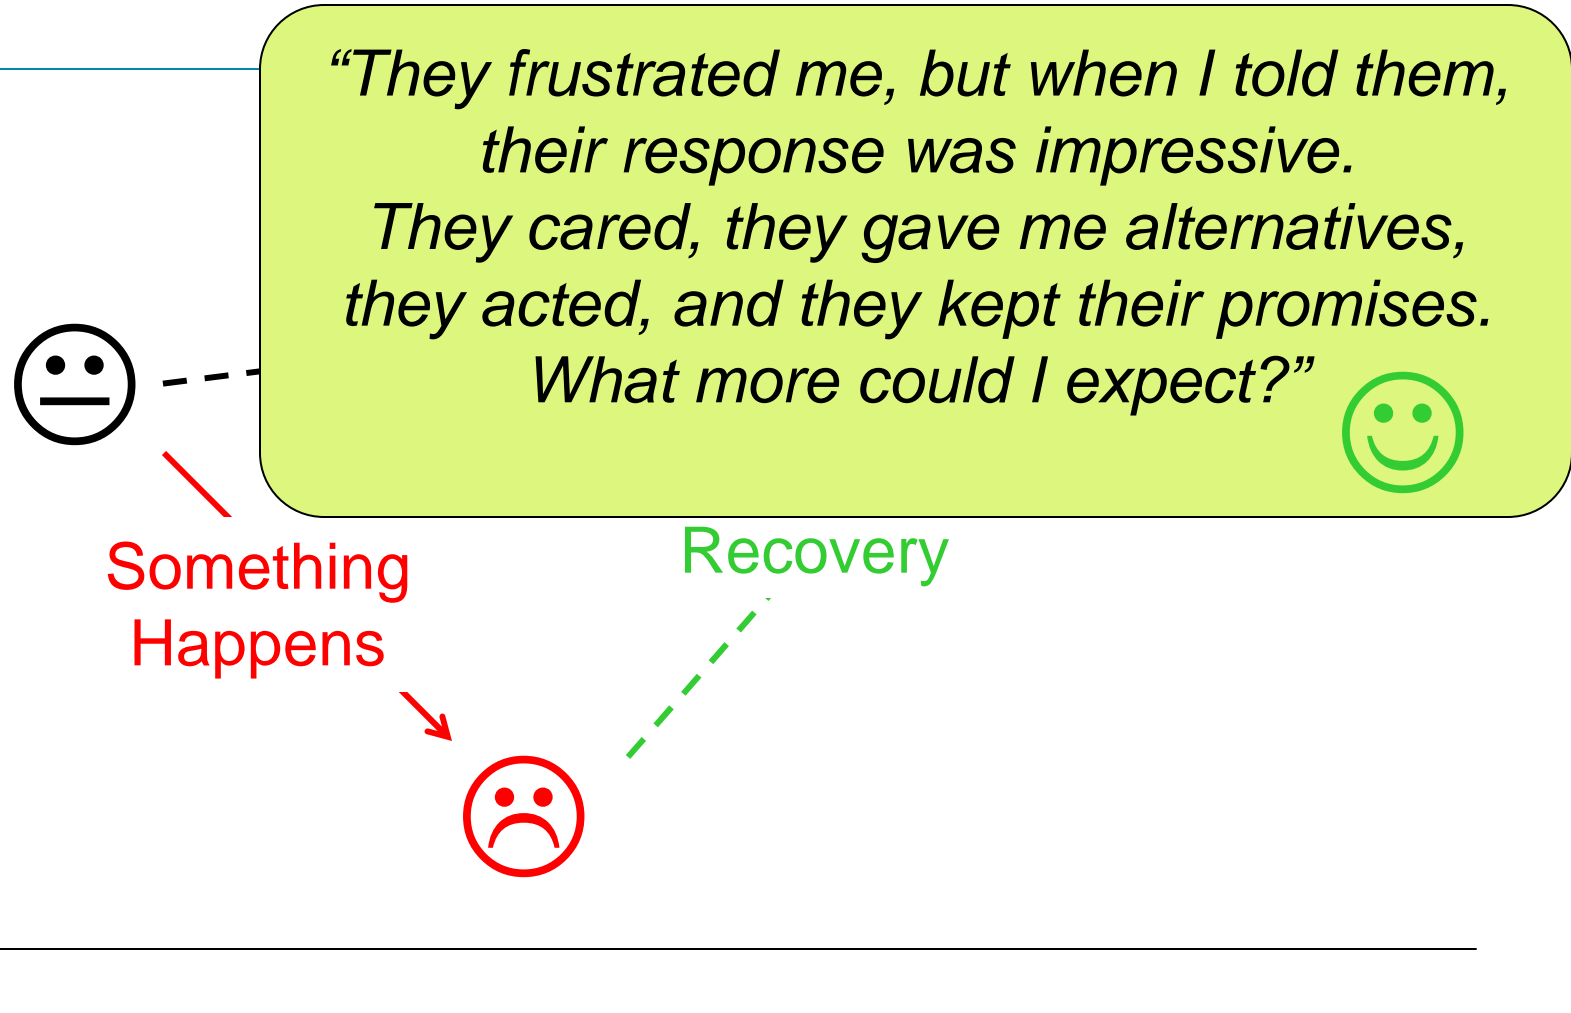 “They frustrated me, but when I told them,
their response was impressive.
They cared, they gave me alternatives,
they acted, and they kept their promises.
What more could I expect?”
Something
Happens
Recovery